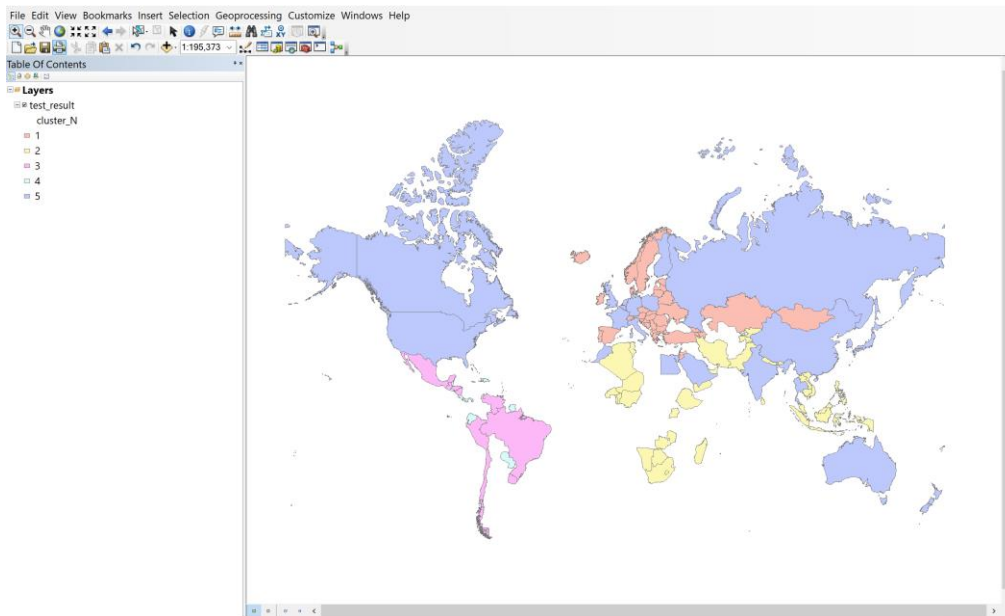 File Edit View Bookmarks Insert Selection Geoprocessing Customize Windows Help
1:195,373
Table Of Contents
Layers
test_result
cluster_N
1
2
3
4
5